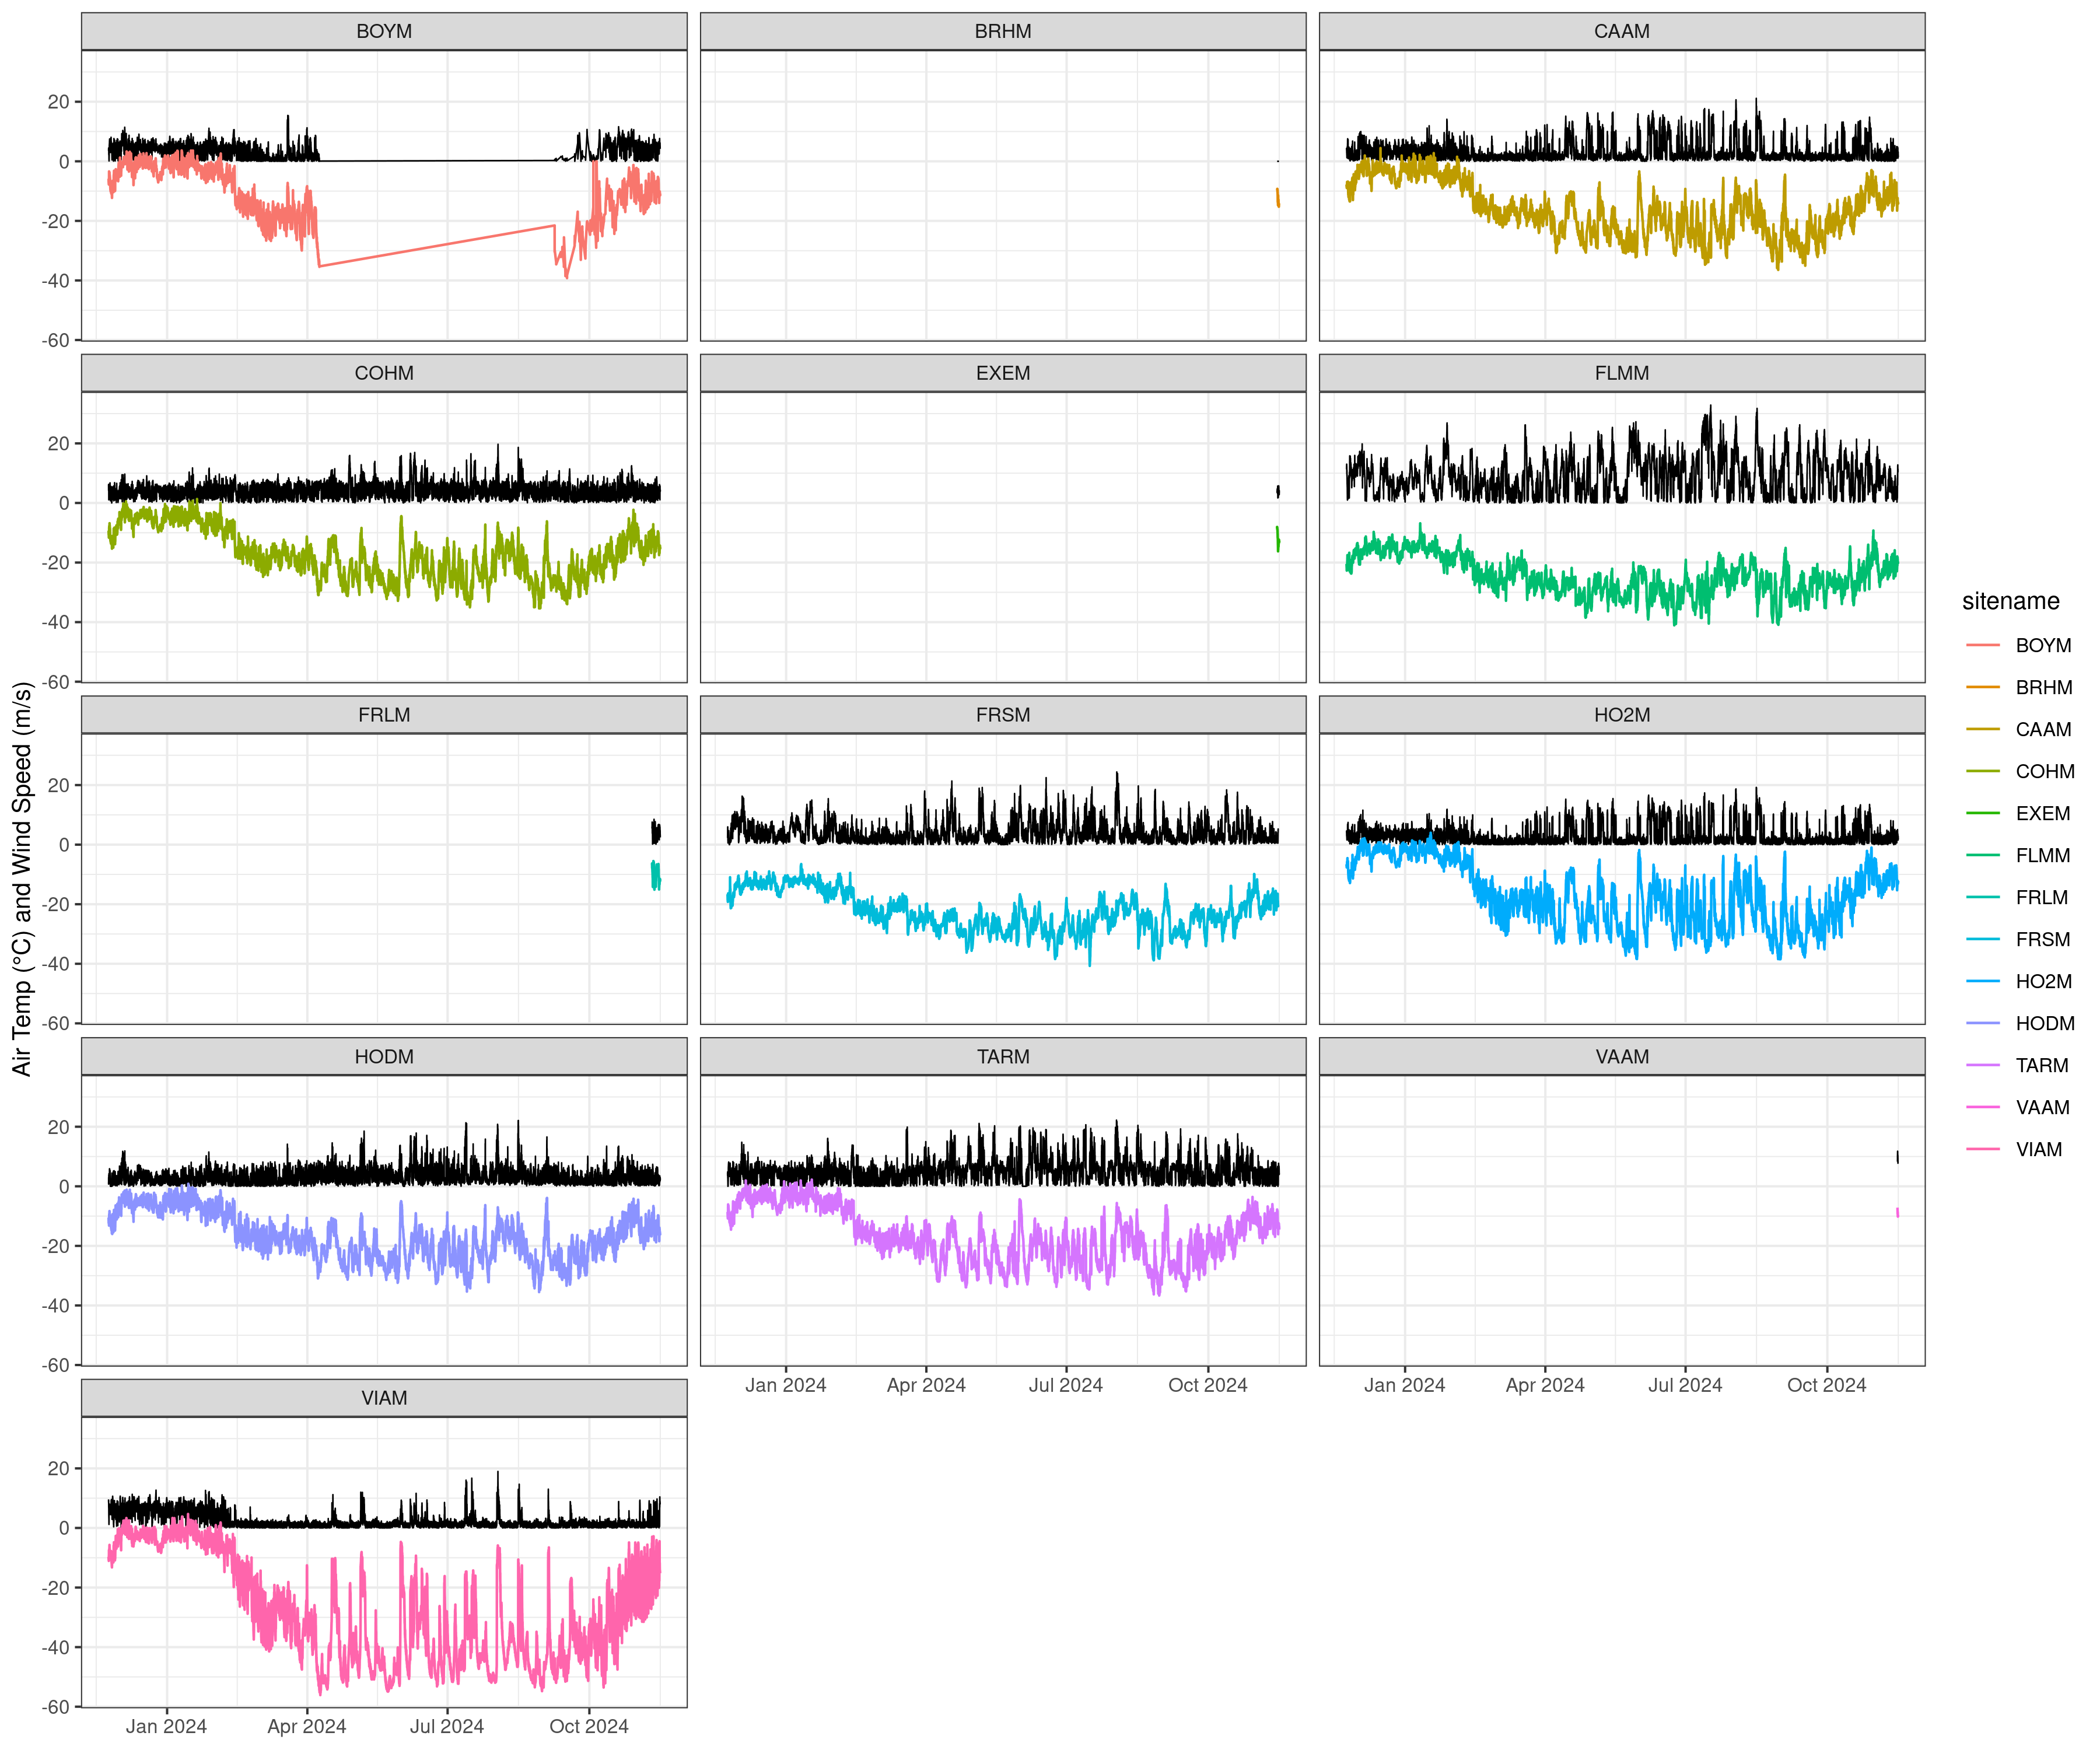 BOYM
BRHM
CAAM
20
0
-20
-40
-60
COHM
EXEM
FLMM
20
0
-20
-40
-60
FRLM
FRSM
HO2M
20
0
-20
-40
-60
HODM
TARM
VAAM
20
0
-20
-40
-60
Jan 2024
Apr 2024
Jul 2024
Oct 2024
Jan 2024
Apr 2024
Jul 2024
Oct 2024
VIAM
20
0
-20
-40
-60
Jan 2024
Apr 2024
Jul 2024
Oct 2024
Air Temp (°C) and Wind Speed (m/s)
sitename
BOYM
BRHM
CAAM
COHM
EXEM
FLMM
FRLM
FRSM
HO2M
HODM
TARM
VAAM
VIAM